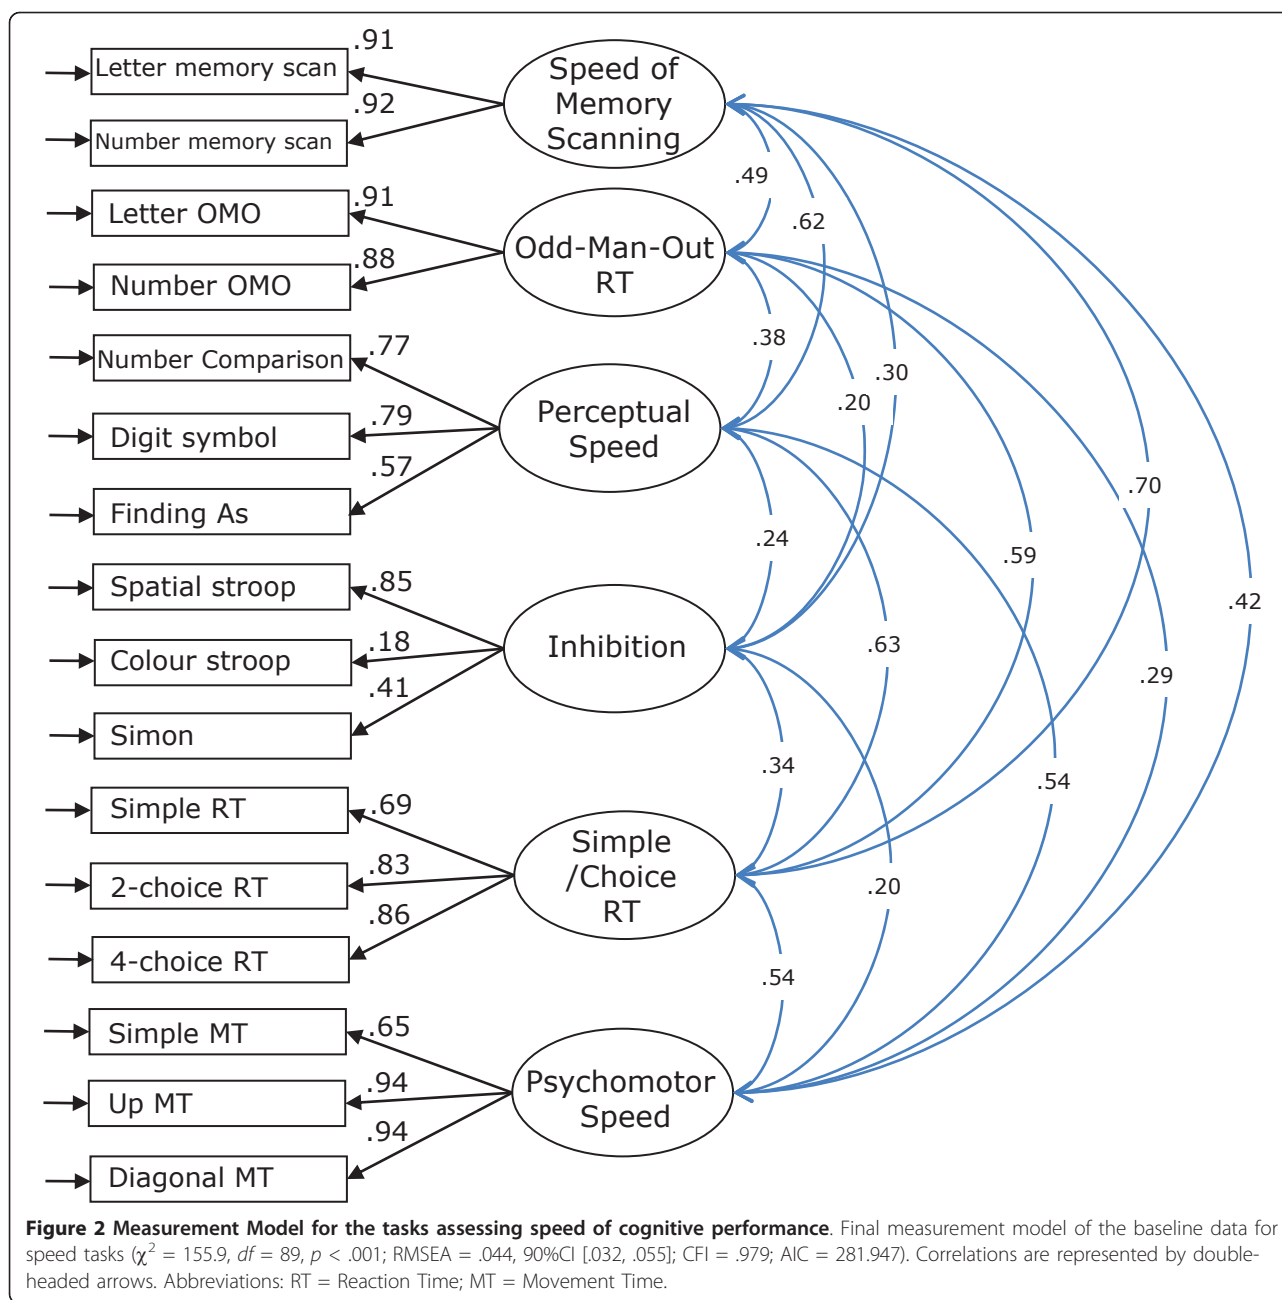 Letter memory scan
.91
Number memory scan
.92
Speed of
Memory
Scanning
Letter OMO
.91
Number OMO
.88
Odd-Man-Out
RT
Number Comparison
.77
Digit symbol
.79
Finding As
.57
Perceptual
Speed
Spatial stroop
.85
Colour stroop
.18
Simon
.41
Inhibition
Simple RT
.69
2-choice RT
.83
4-choice RT
.86
Simple
/Choice
RT
Simple MT
.65
Up MT
.94
Diagonal MT
.94
Psychomotor
Speed
.49
.62
.38
.30
.20
.70
.24
.59
.42
.63
.29
.34
.54
.20
.54
Figure 2 Measurement Model for the tasks assessing speed of cognitive performance. Final measurement model of the baseline data for
speed tasks (χ² = 155.9, df = 89, p < .001; RMSEA = .044, 90%CI [.032, .055]; CFI = .979; AIC = 281.947). Correlations are represented by double-
headed arrows. Abbreviations: RT = Reaction Time; MT = Movement Time.